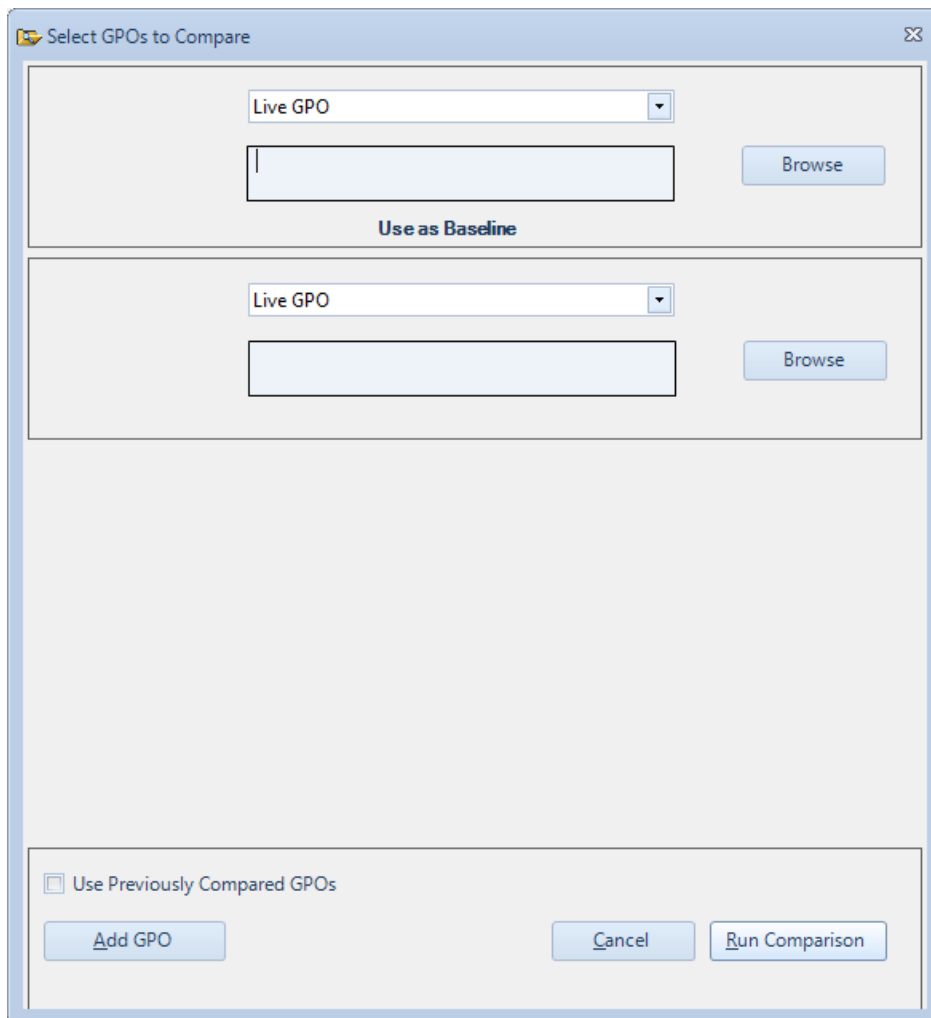 Select GPOs to Compare
Live GPO
Browse
Use as Baseline
Live GPO
Browse
Use Previously Compared GPOs
Add GPO
Cancel
Run Comparison